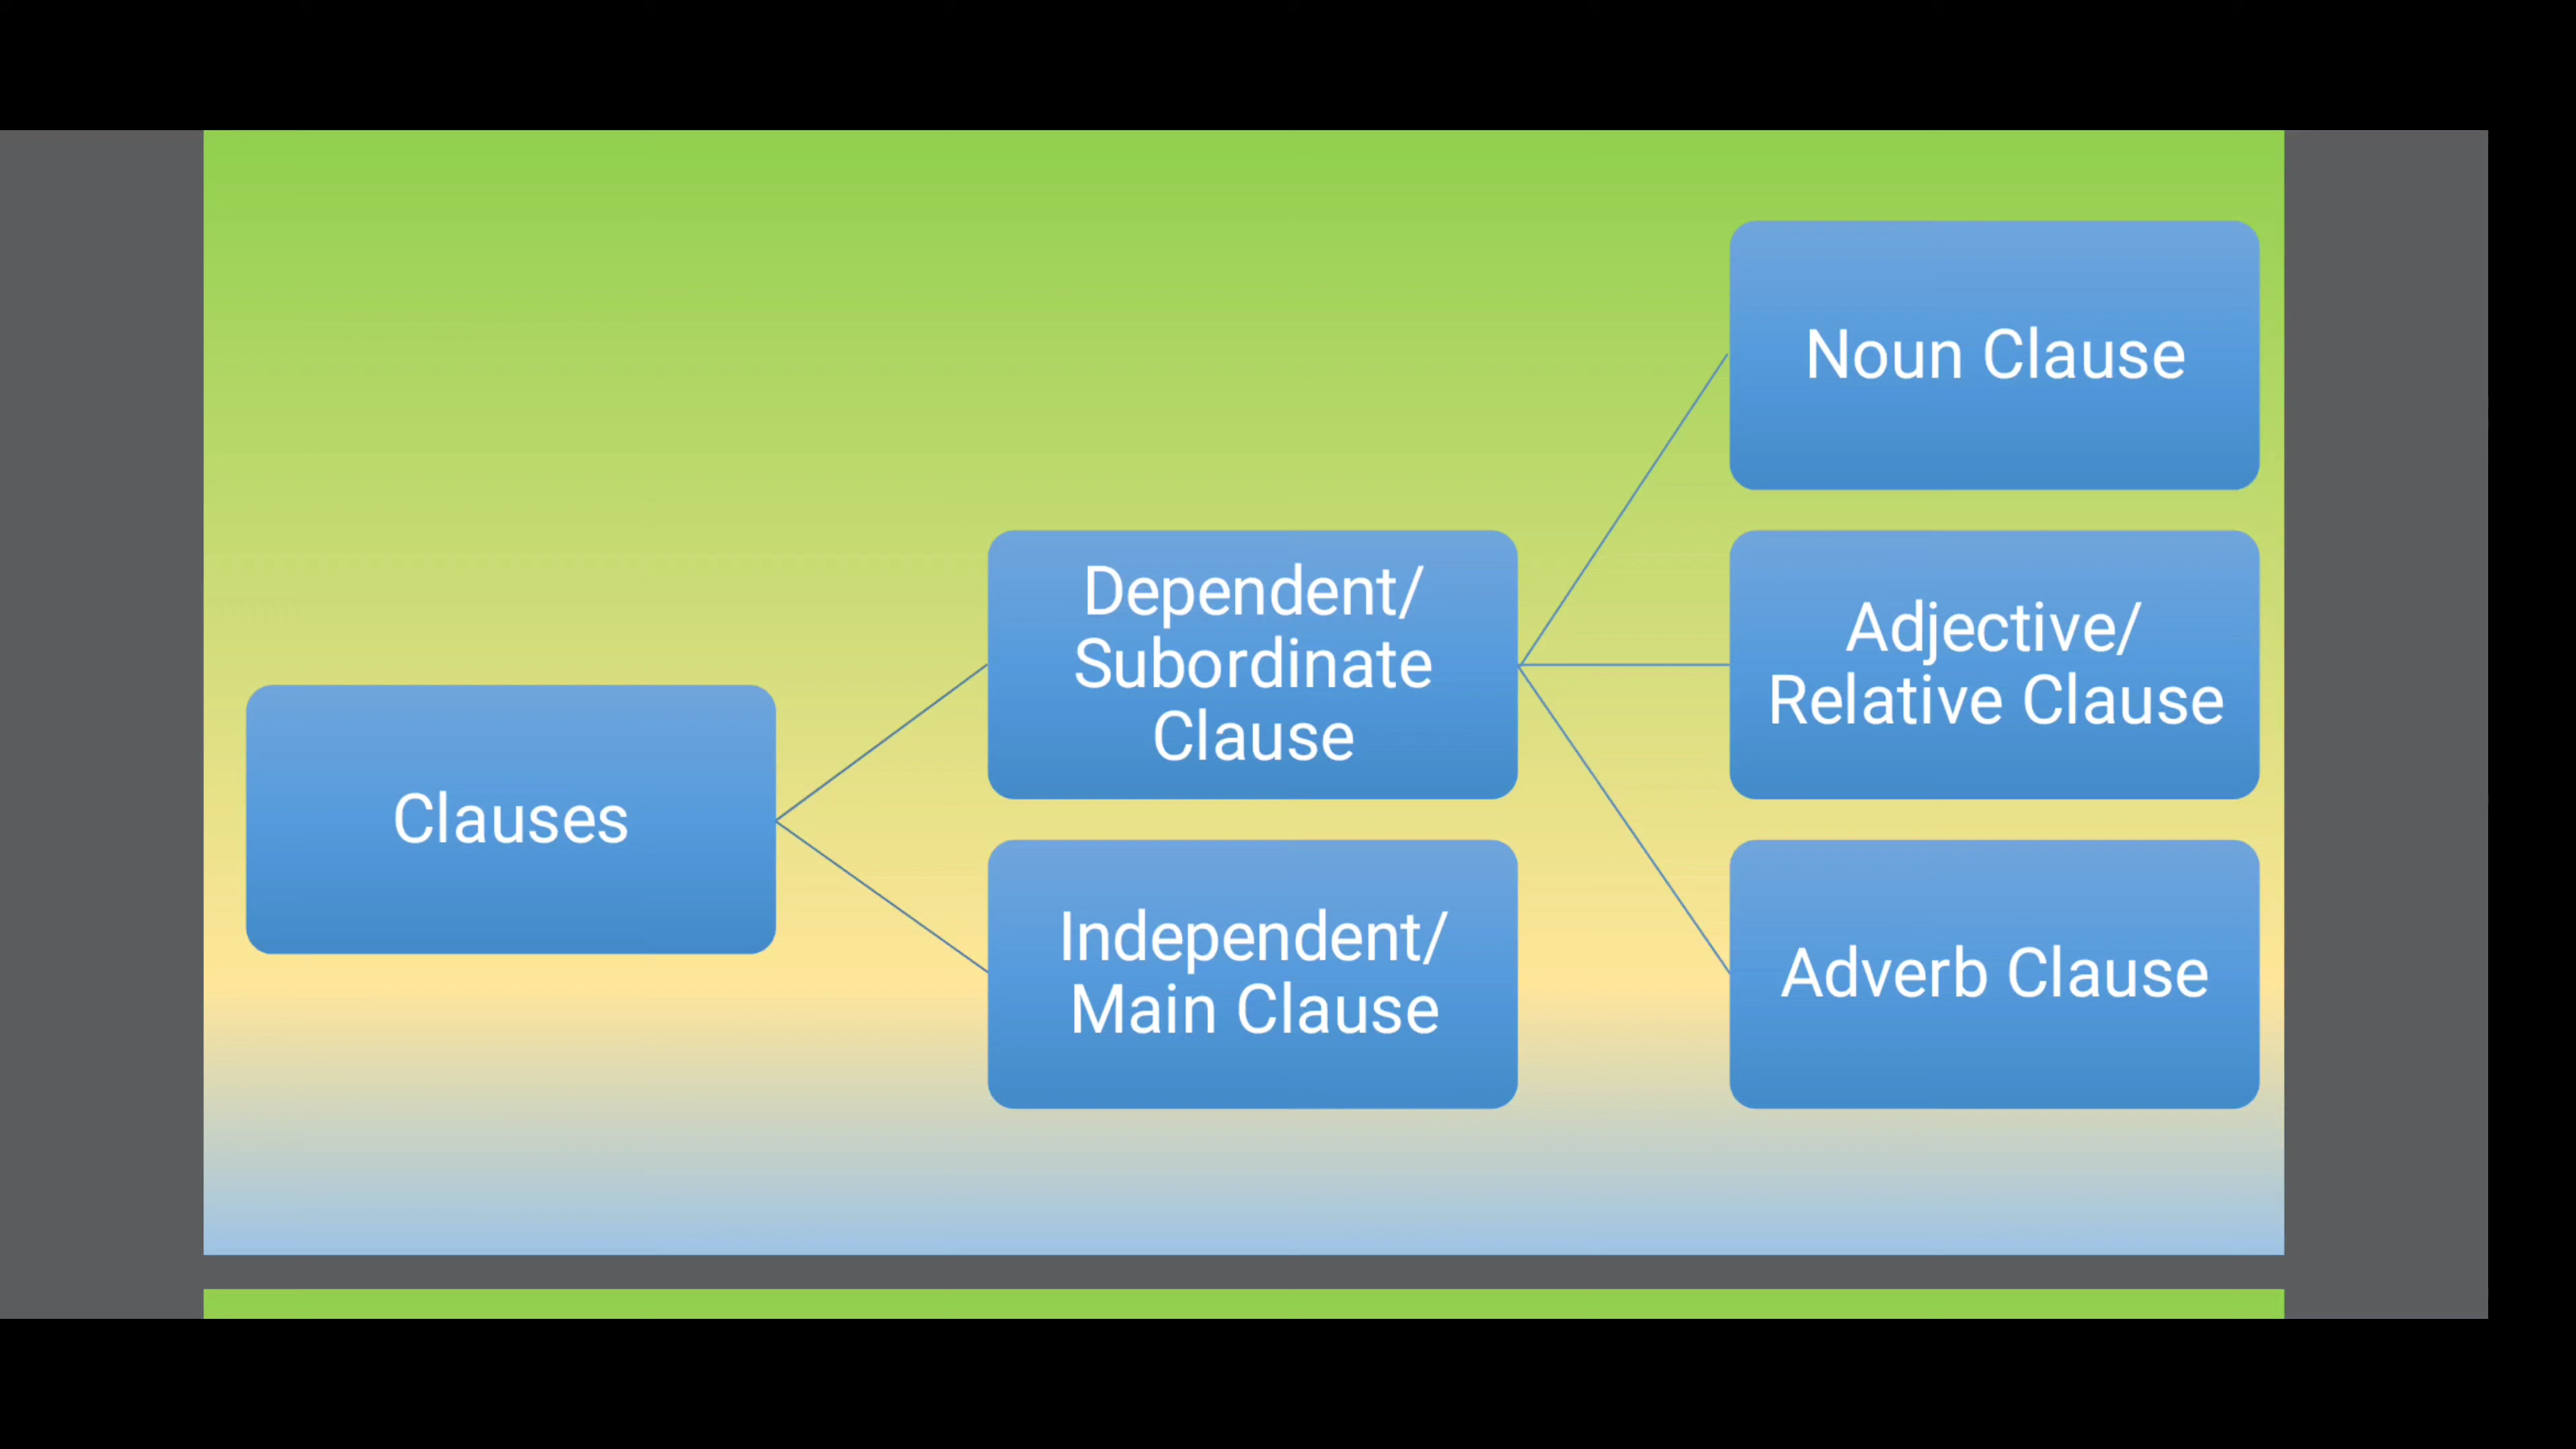 Clauses
Dependent/
Subordinate
Clause
Independent/
Main Clause
Noun Clause
Adjective/
Relative Clause
Adverb Clause